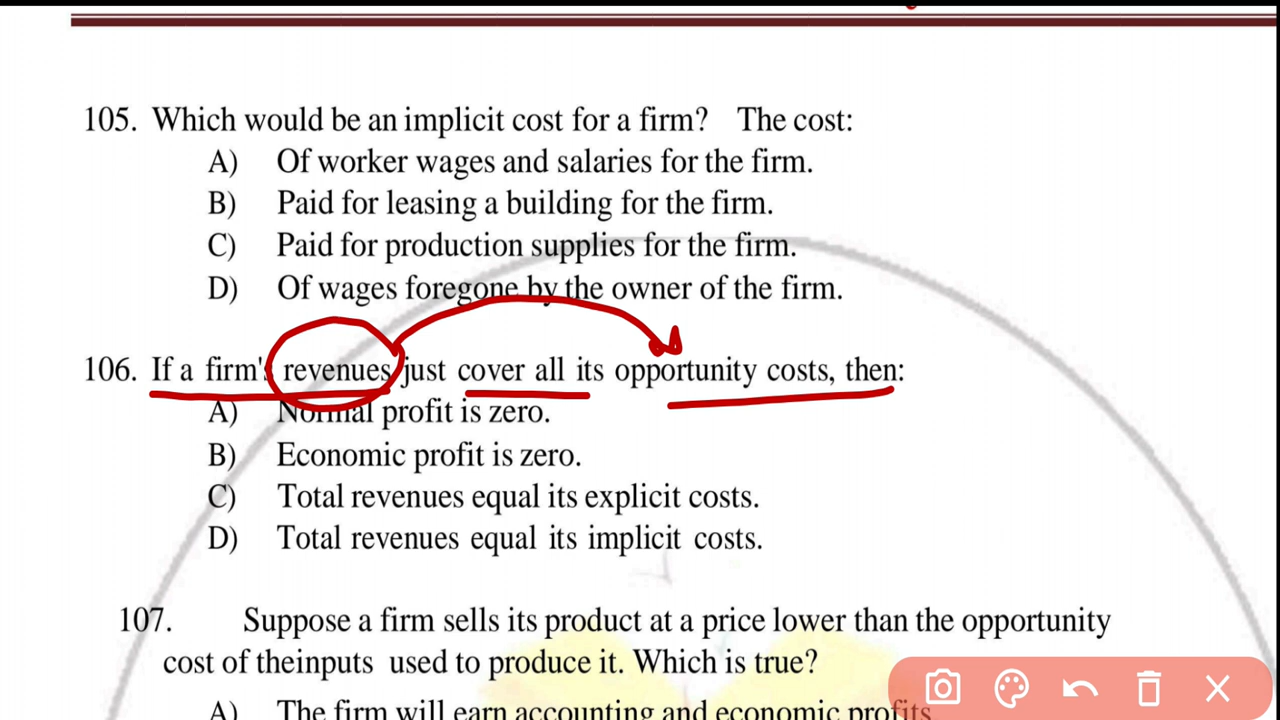 105. Which would be an implicit cost for a firm? The cost:
A) Of worker wages and salaries for the firm.
B) Paid for leasing a building for the firm.
C) Paid for production supplies for the firm.
D) Of wages foregone by the owner of the firm.
106. If a firm's revenues just cover all its opportunity costs, then:
A) Normal profit is zero.
B) Economic profit is zero.
C) Total revenues equal its explicit costs.
D) Total revenues equal its implicit costs.
107. Suppose a firm sells its product at a price lower than the opportunity
cost of theinputs used to produce it. Which is true?
A) The firm will earn accounting and economic profits.